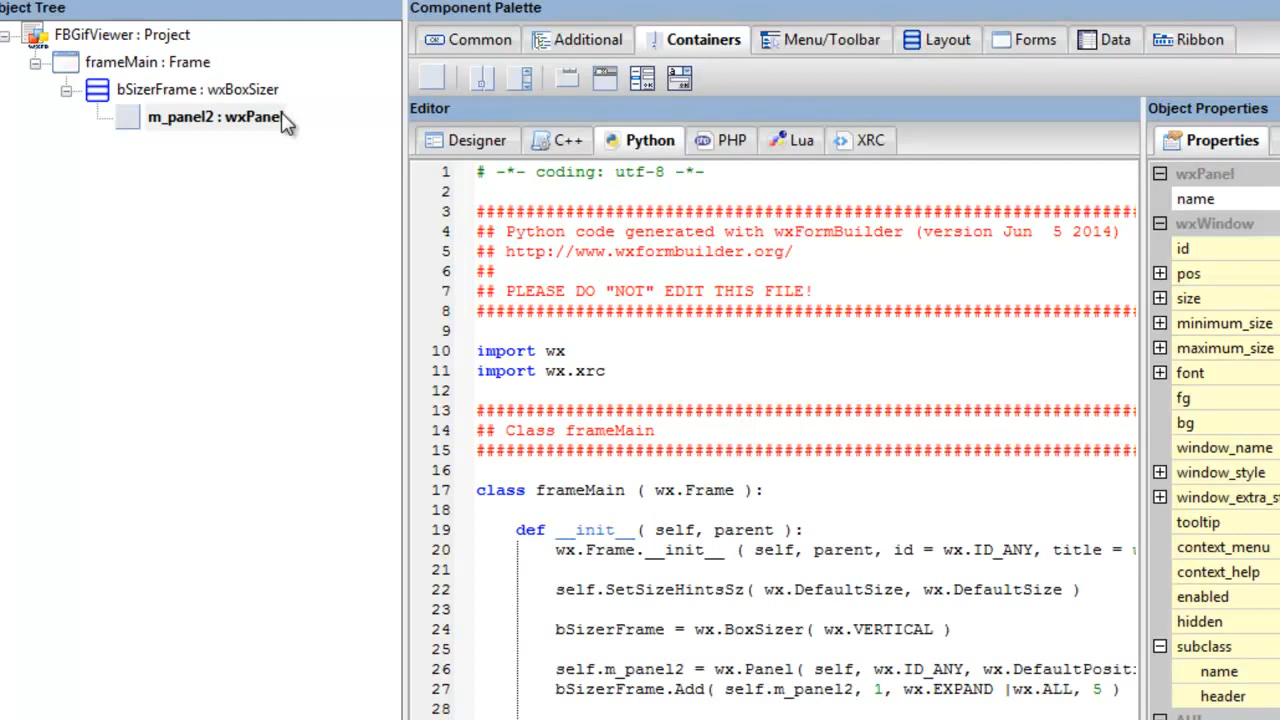 bject Tree
FBGifViewer : Project
frameMain : Frame
bSizerFrame : wxBoxSizer
m_panel2 : wxPanel
Component Palette
Common
Additional
Containers
Menu/Toolbar
Layout
Forms
Data
Ribbon
Editor
Designer
C++
Python
PHP
Lua
XRC
1 # -*- coding: utf-8 -*-
2
3 ###################################################################
4 ## Python code generated with wxFormBuilder (version Jun  5 2014)
5 ## http://www.wxformbuilder.org/
6 ##
7 ## PLEASE DO "NOT" EDIT THIS FILE!
8 ###################################################################
9
10 import wx
11 import wx.xrc
12
13 ###################################################################
14 ## Class frameMain
15 ###################################################################
16
17 class frameMain ( wx.Frame ):
18
19 def __init__( self, parent ):
20 wx.Frame.__init__ ( self, parent, id = wx.ID_ANY, title =
21
22 self.SetSizeHintsSz( wx.DefaultSize, wx.DefaultSize )
23
24 bSizerFrame = wx.BoxSizer( wx.VERTICAL )
25
26 self.m_panel2 = wx.Panel( self, wx.ID_ANY, wx.DefaultPositi
27 bSizerFrame.Add( self.m_panel2, 1, wx.EXPAND |wx.ALL, 5 )
28
Object Properties
Properties
wxPanel
name
wxWindow
id
pos
size
minimum_size
maximum_size
font
fg
bg
window_name
window_style
window_extra_s
tooltip
context_menu
context_help
enabled
hidden
subclass
name
header